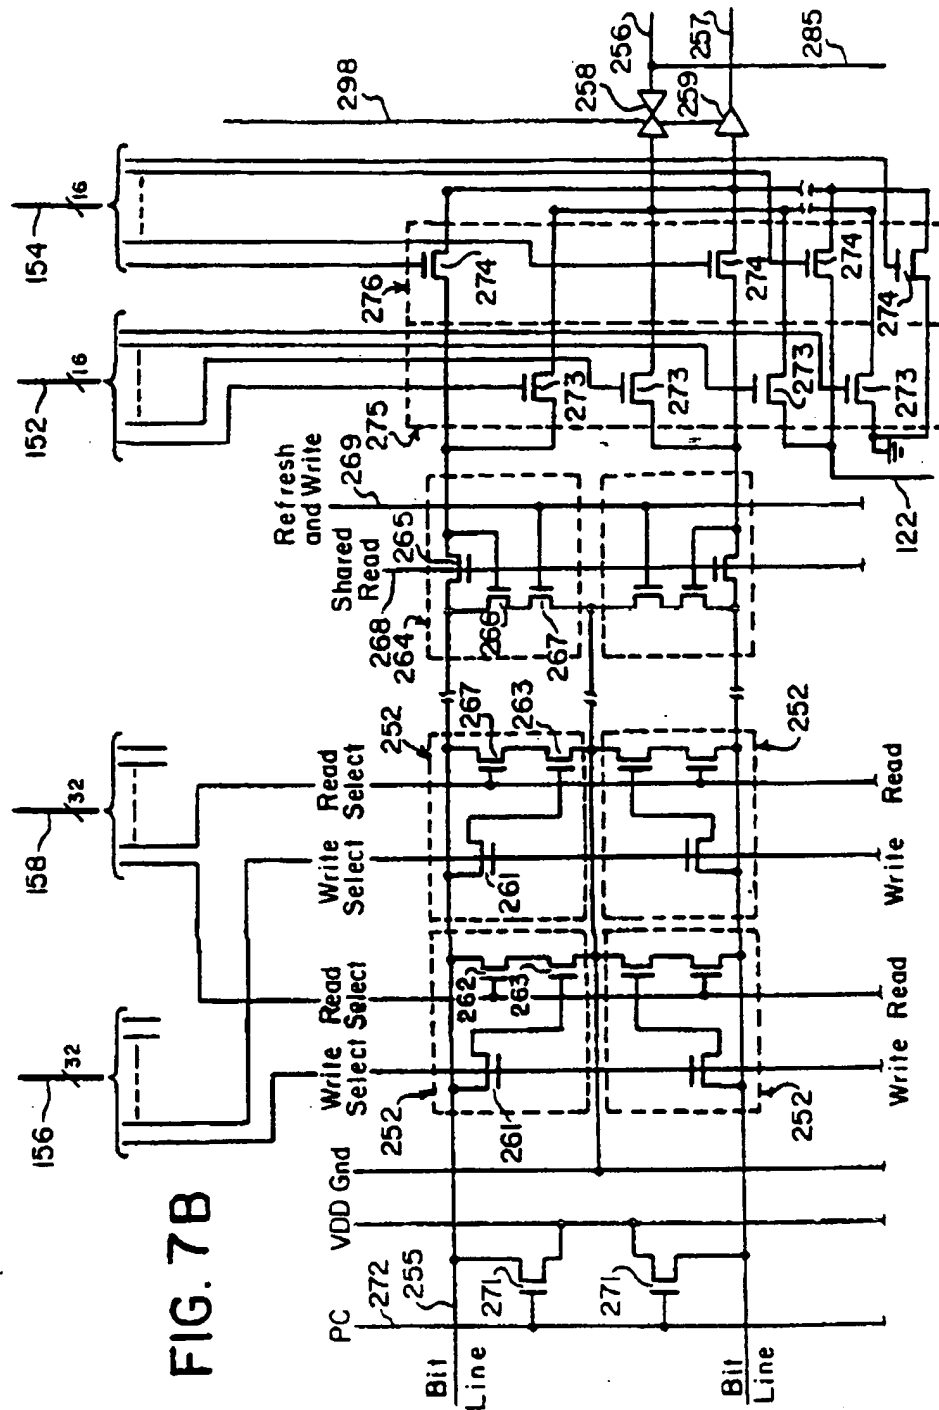 156
32
158
32
152
16
154
16
FIG. 7B
298
PC
VDD
Gnd
Write
Select
Read
Select
Write
Select
Read
Select
Shared
Read
Refresh
and Write
272
255
252
252
267
263
268
264
265
269
275
276
Bit
Line
271
261
262
263
261
266
267
273
274
258
256
271
273
259
257
274
285
Bit
Line
252
252
273
274
273
274
122
Write
Read
Write
Read